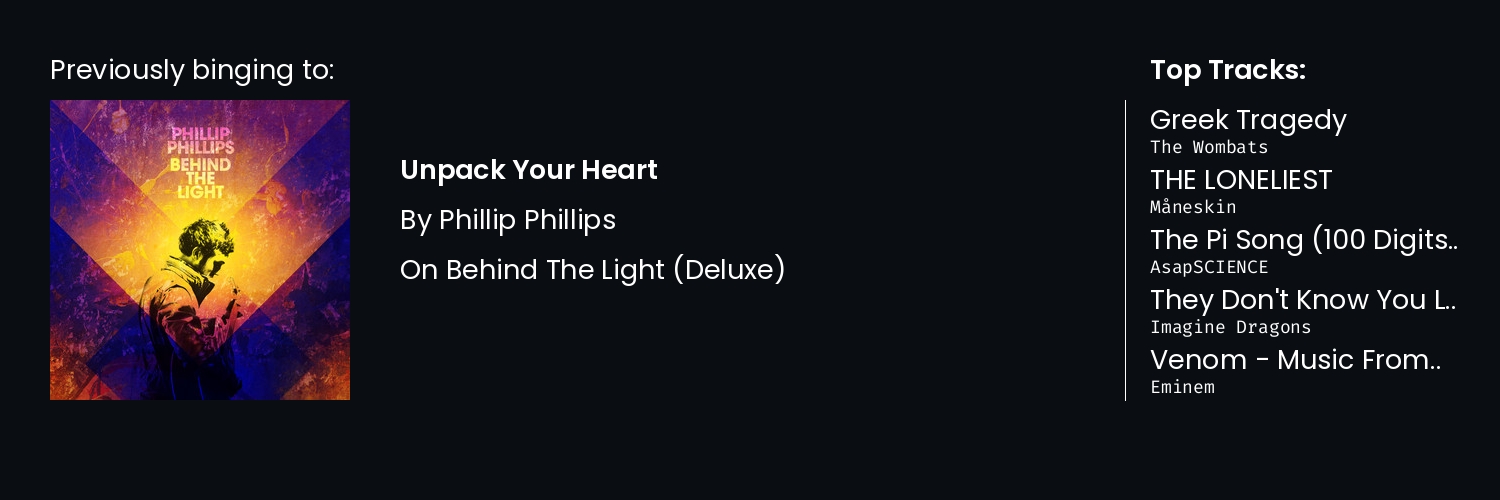 Previously binging to:
PHILLIP
PHILLIPS
BEHIND
THE
LIGHT
Unpack Your Heart
By Phillip Phillips
On Behind The Light (Deluxe)
Top Tracks:
Greek Tragedy
The Wombats
THE LONELIEST
Måneskin
The Pi Song (100 Digits..
AsapSCIENCE
They Don't Know You L..
Imagine Dragons
Venom - Music From..
Eminem